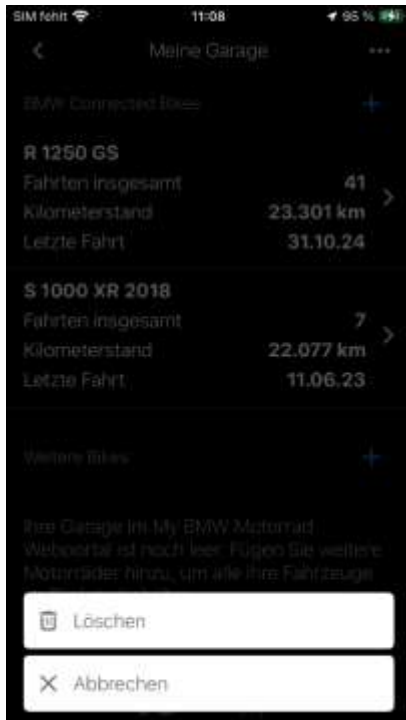 SIM fehlt
11:08
95 %
Meine Garage
BMW Connected Bikes
R 1250 GS
Fahrten insgesamt 41
Kilometerstand 23.301 km
Letzte Fahrt 31.10.24
S 1000 XR 2018
Fahrten insgesamt 7
Kilometerstand 22.077 km
Letzte Fahrt 11.06.23
Weitere Bikes
Ihre Garage im My BMW Motorrad
Webportal ist noch leer. Fügen Sie weitere
Motorräder hinzu, um alle ihre Fahrzeuge
Löschen
Abbrechen